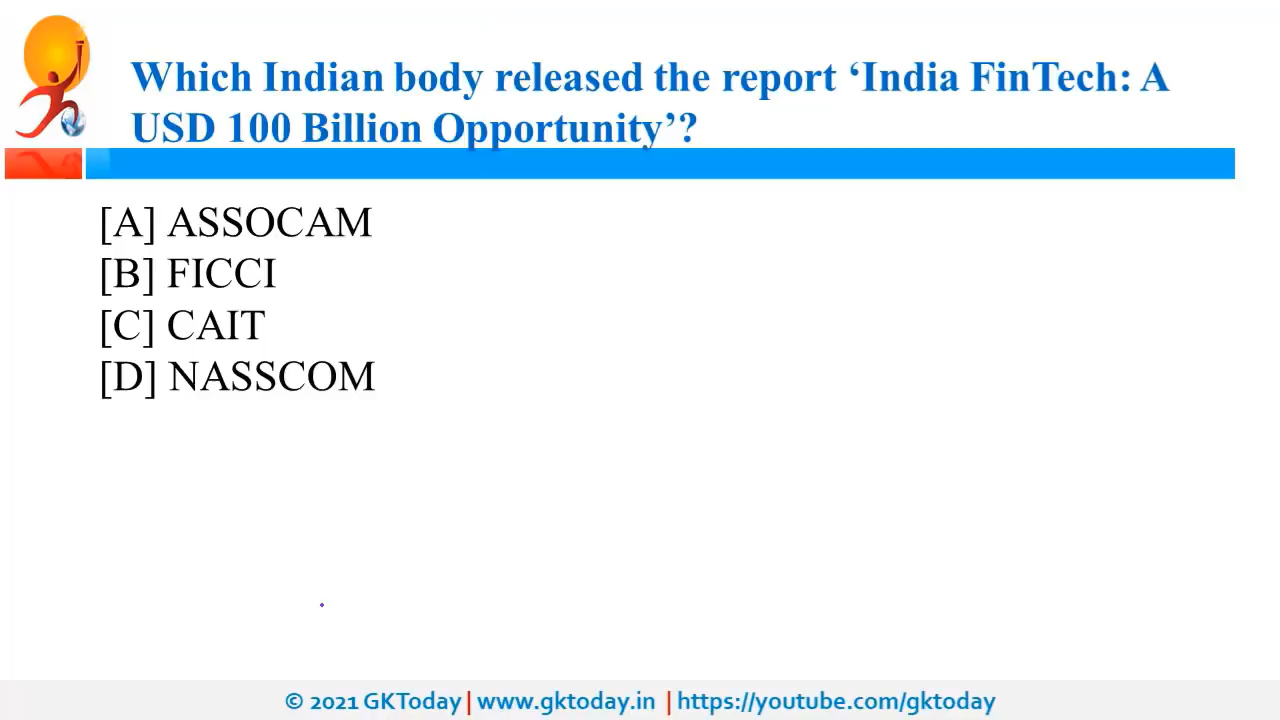 Which Indian body released the report ‘India FinTech: A
USD 100 Billion Opportunity’?
[A] ASSOCAM
[B] FICCI
[C] CAIT
[D] NASSCOM
© 2021 GKToday | www.gktoday.in | https://youtube.com/gktoday